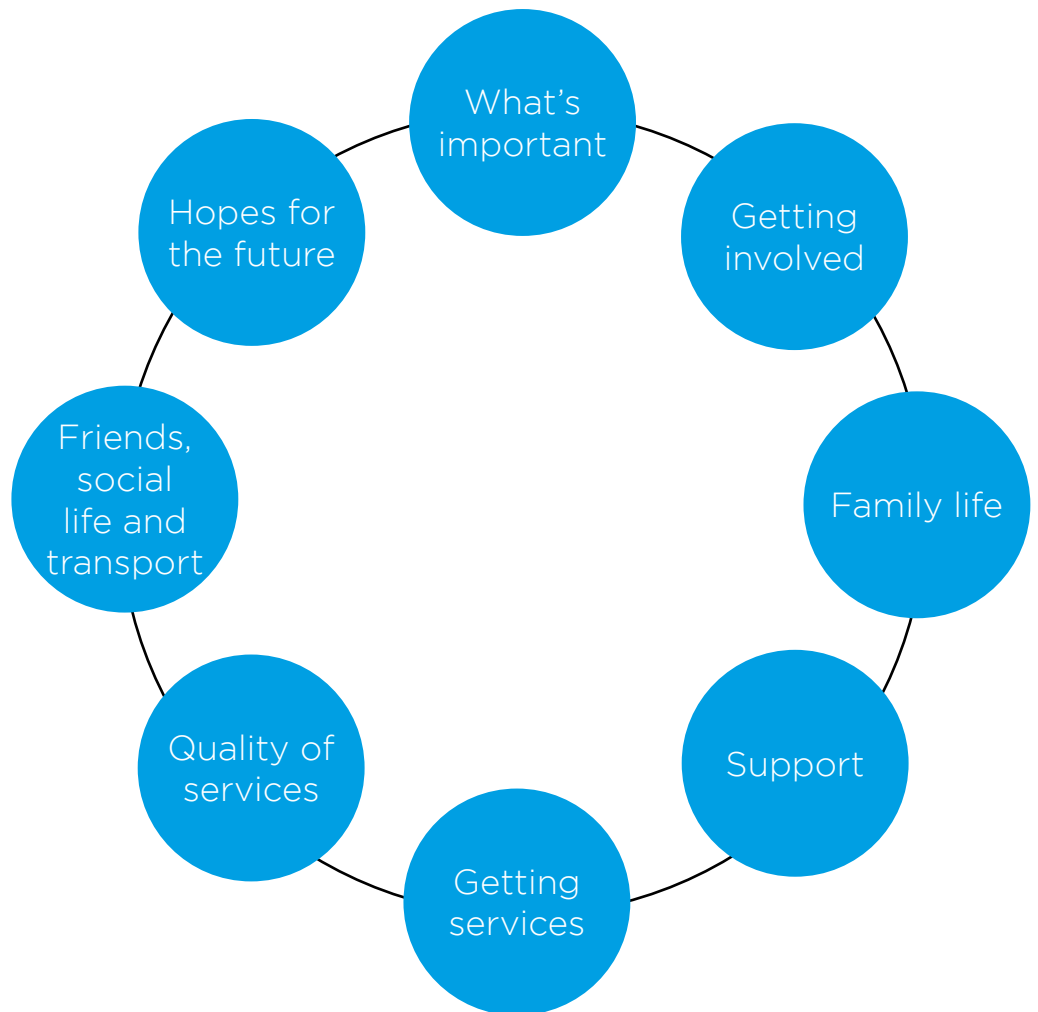 What’s
important
Getting
involved
Family life
Support
Getting
services
Quality of
services
Friends,
social
life and
transport
Hopes for
the future